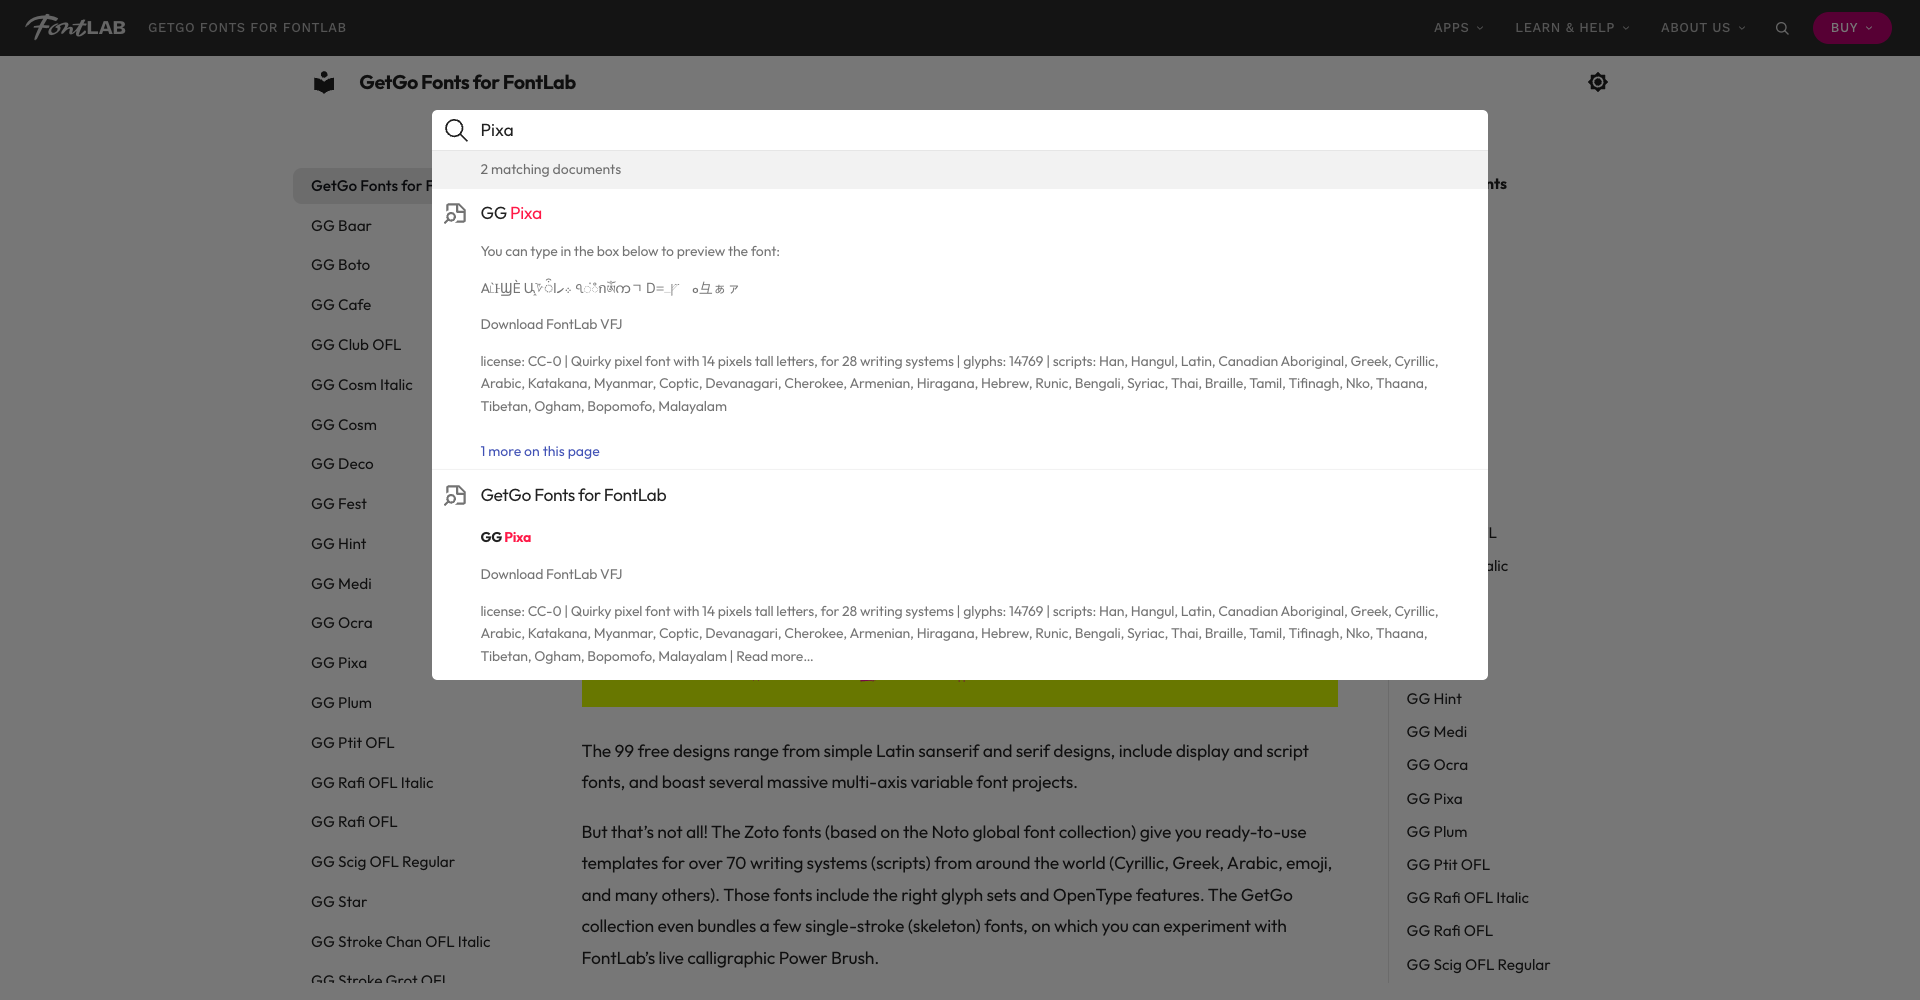 FontLAB
GETGO FONTS FOR FONTLAB
APPS
LEARN & HELP
ABOUT US
BUY
GetGo Fonts for FontLab
Pixa
2 matching documents
GG Pixa
You can type in the box below to preview the font:
Download FontLab VFJ
license: CC-0 | Quirky pixel font with 14 pixels tall letters, for 28 writing systems | glyphs: 14769 | scripts: Han, Hangul, Latin, Canadian Aboriginal, Greek, Cyrillic,
Arabic, Katakana, Myanmar, Coptic, Devanagari, Cherokee, Armenian, Hiragana, Hebrew, Runic, Bengali, Syriac, Thai, Braille, Tamil, Tifinagh, Nko, Thaana,
Tibetan, Ogham, Bopomofo, Malayalam
1 more on this page
GetGo Fonts for FontLab
GG Pixa
Download FontLab VFJ
license: CC-0 | Quirky pixel font with 14 pixels tall letters, for 28 writing systems | glyphs: 14769 | scripts: Han, Hangul, Latin, Canadian Aboriginal, Greek, Cyrillic,
Arabic, Katakana, Myanmar, Coptic, Devanagari, Cherokee, Armenian, Hiragana, Hebrew, Runic, Bengali, Syriac, Thai, Braille, Tamil, Tifinagh, Nko, Thaana,
Tibetan, Ogham, Bopomofo, Malayalam | Read more...
GetGo Fonts for
GG Baar
GG Boto
GG Cafe
GG Club OFL
GG Cosm Italic
GG Cosm
GG Deco
GG Fest
GG Hint
GG Medi
GG Ocra
GG Pixa
GG Plum
GG Ptit OFL
GG Rafi OFL Italic
GG Rafi OFL
GG Scig OFL Regular
GG Star
GG Stroke Chan OFL Italic
GG Stroke Grot OFL
The 99 free designs range from simple Latin sanserif and serif designs, include display and script
fonts, and boast several massive multi-axis variable font projects.
But that’s not all! The Zoto fonts (based on the Noto global font collection) give you ready-to-use
templates for over 70 writing systems (scripts) from around the world (Cyrillic, Greek, Arabic, emoji,
and many others). Those fonts include the right glyph sets and OpenType features. The GetGo
collection even bundles a few single-stroke (skeleton) fonts, on which you can experiment with
FontLab’s live calligraphic Power Brush.
GG Hint
GG Medi
GG Ocra
GG Pixa
GG Plum
GG Ptit OFL
GG Rafi OFL Italic
GG Rafi OFL
GG Scig OFL Regular